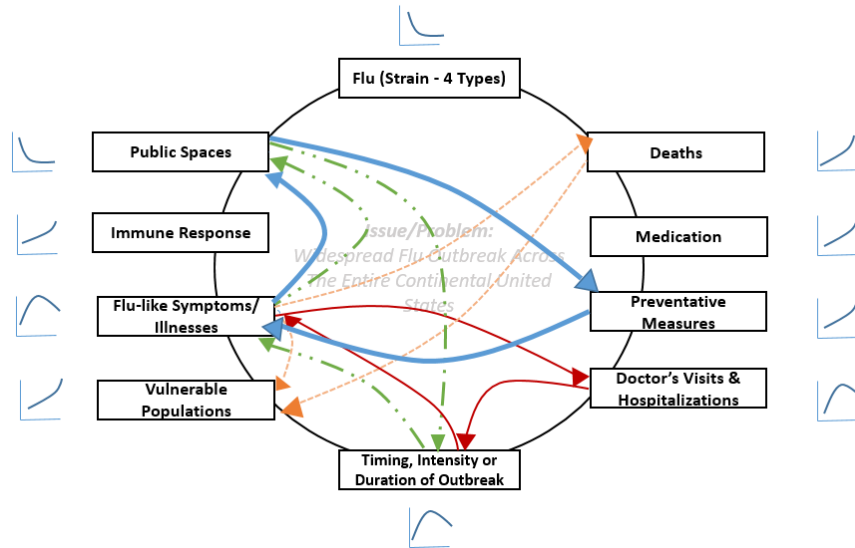 Flu (Strain - 4 Types)
Public Spaces
Deaths
Immune Response
Issue/Problem:
Medication
Widespread Flu Outbreak Across
The Entire Continental United
States
Flu-like Symptoms/
Illnesses
Preventative
Measures
Vulnerable
Populations
Doctor's Visits &
Hospitalizations
Timing, Intensity or
Duration of Outbreak